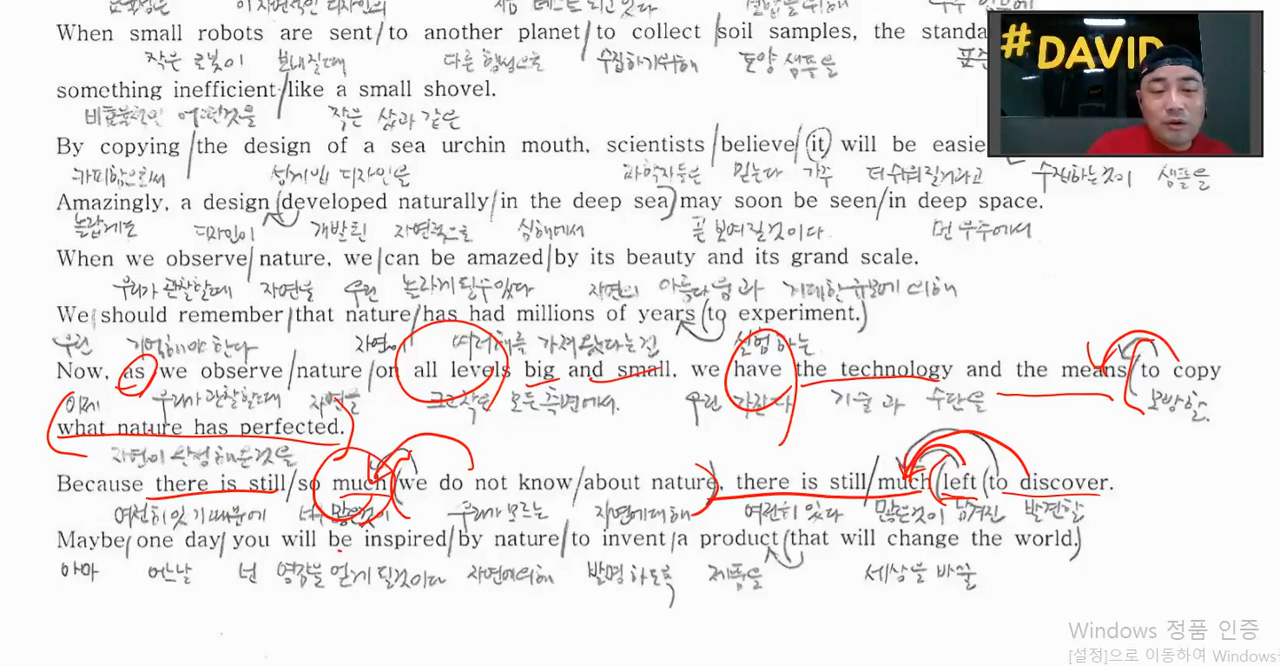 이 자연적인 디자인의
When small robots are sent/to another planet/to collect/soil samples, the standa
작은 로봇이 보내질때 다른 행성으로 수집하기위해 토양 샘플을 표준
#DAVID
something inefficient/like a small shovel.
비효율적인 어떤것을 작은 삽과 같은
By copying/the design of a sea urchin mouth, scientists/believe/it will be easie
카피함으로써 성게입 디자인을 과학자들은 믿는다 가주 더 쉬워질거라고 수집하는것이 샘플을
Amazingly, a design (developed naturally/in the deep sea) may soon be seen/in deep space.
놀랍게도 디자인이 개발된 자연적으로 심해에서 곧 보여질것이다 먼 우주에서
When we observe/nature, we/can be amazed/by its beauty and its grand scale.
우리가 관찰할때 자연을 우린 놀라게될수있다 자연의 아름다움과 거대한규모에 의해
We/should remember/that nature/has had millions of years (to experiment.)
우린 기억해야한다 자연이 가져왔다는걸 실험하는
Now, as we observe/nature/on all levels big and small, we have the technology and the means (to copy
이제 우리가 관찰할때 자연을 크고 작은 모든 측면에서. 우린 가진다 기술과 수단을 모방할.
what nature has perfected.
자연이 완성해온것을
Because there is still/so much (we do not know/about nature), there is still/much (left (to discover.
여전히있기때문에 너무 많은것이 우리가 모르는 자연에대해 여전히 있다 많은것이 남겨진 발견할
Maybe/one day/you will be inspired/by nature/to invent/a product (that will change the world.)
아마 어느날 넌 영감을 얻게 될것이다 자연에의해 발명하도록 제품을 세상을 바꿀
Windows 정품 인증
[설정]으로 이동하여 Windows